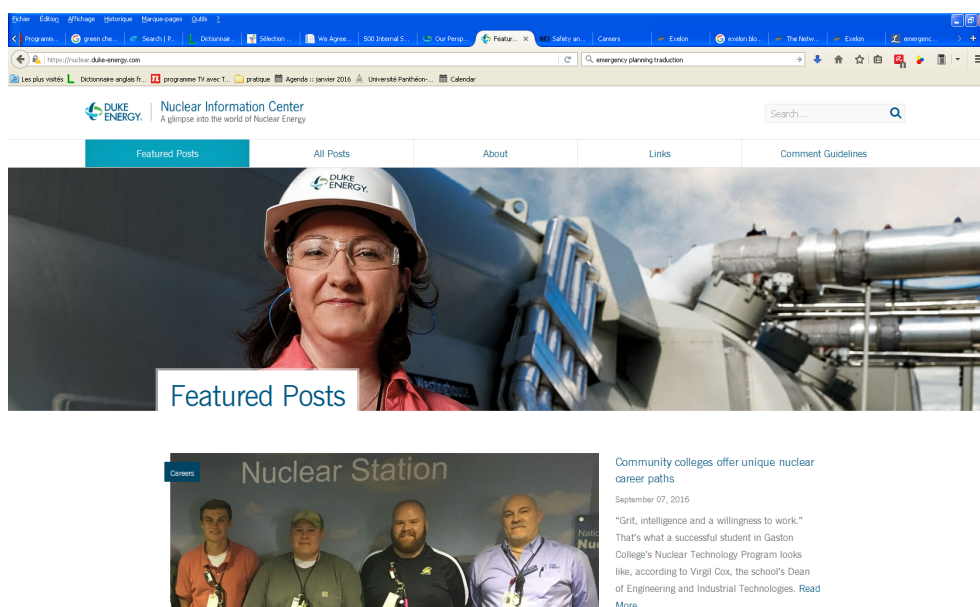 Fichier Édition Affichage Historique Marque-pages Outils ?
Programm... green che... Search | P... Dictionnair... Sélection ... We Agree... 500 Internal S... Our Persp... Featur... × NEI Safety an... Careers Exelon exelon blo... The Netw... Exelon emergenc...
https://nuclear.duke-energy.com
emergency planning traduction
Les plus visités Dictionnaire anglais fr... programme TV avec T... pratique Agenda :: janvier 2016 Université Panthéon-... Calendar
DUKE ENERGY. Nuclear Information Center
A glimpse into the world of Nuclear Energy
Search...
Featured Posts All Posts About Links Comment Guidelines
DUKE
ENERGY.
Westinghouse
Featured Posts
Careers
Nuclear Station
Community colleges offer unique nuclear
career paths
September 07, 2016
"Grit, intelligence and a willingness to work."
That's what a successful student in Gaston
College's Nuclear Technology Program looks
like, according to Virgil Cox, the school's Dean
of Engineering and Industrial Technologies. Read
More